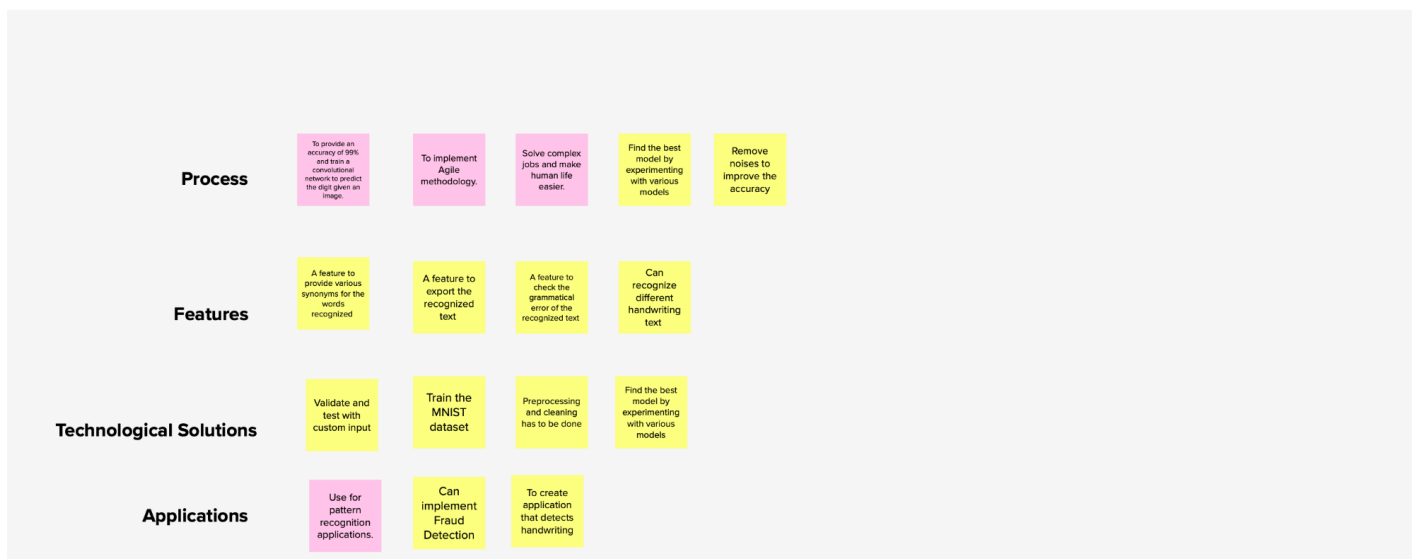 To provide an
accuracy of 99%
and train a
convolutional
network to predict
the digit given an
image.
To implement
Agile
methodology.
Solve complex
jobs and make
human life
easier.
Find the best
model by
experimenting
with various
models
Remove
noises to
improve the
accuracy
Process
A feature to
provide various
synonyms for the
words
recognized
A feature to
export the
recognized
text
A feature to
check the
grammatical
error of the
recognized text
Can
recognize
different
handwriting
text
Features
Validate and
test with
custom input
Train the
MNIST
dataset
Preprocessing
and cleaning
has to be done
Find the best
model by
experimenting
with various
models
Technological Solutions
Use for
pattern
recognition
applications.
Can
implement
Fraud
Detection
To create
application
that detects
handwriting
Applications